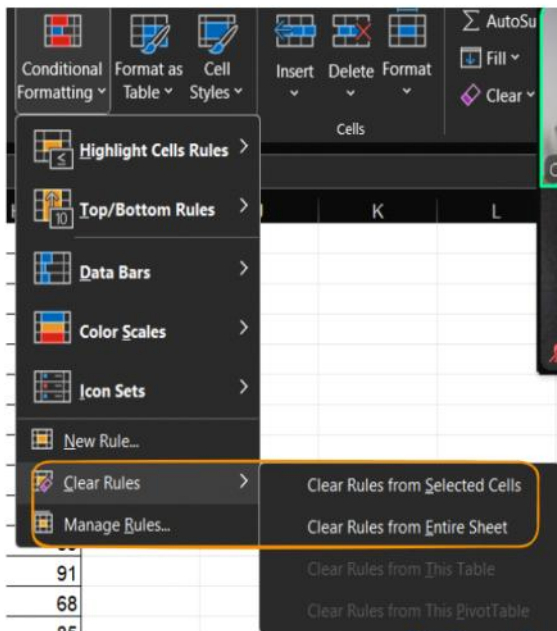 AutoSu
Fill
Clear
Conditional Formatting
Format as Table
Cell Styles
Insert
Delete
Format
Cells
Highlight Cells Rules
Top/Bottom Rules
10
K
L
Data Bars
Color Scales
Icon Sets
New Rule...
Clear Rules
Clear Rules from Selected Cells
Manage Rules...
Clear Rules from Entire Sheet
Clear Rules from This Table
Clear Rules from This PivotTable
91
68